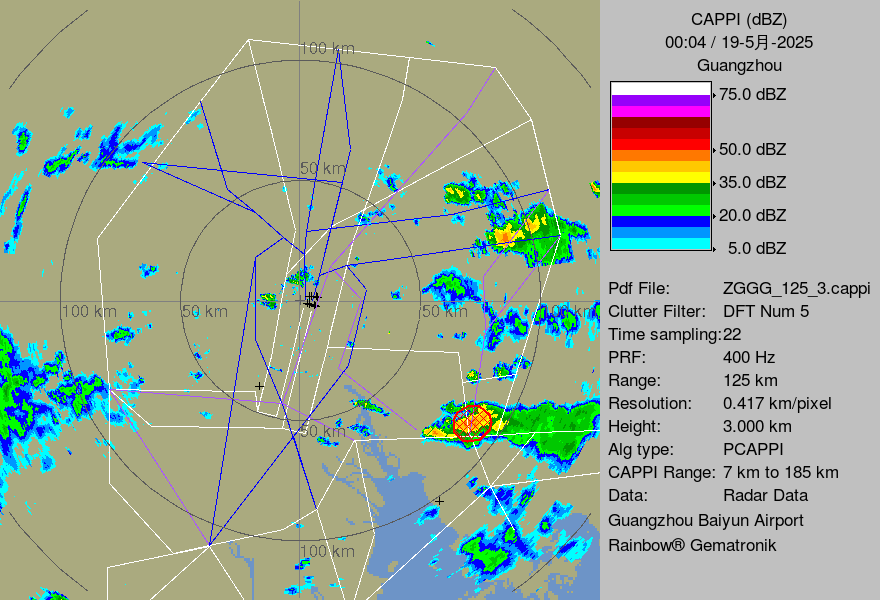 100 km
50 km
100 km
50 km
50 km
100 km
50 km
100 km
CAPPI (dBZ)
00:04 / 19-5月-2025
Guangzhou
75.0 dBZ
50.0 dBZ
35.0 dBZ
20.0 dBZ
5.0 dBZ
Pdf File: ZGGG_125_3.cappi
Clutter Filter: DFT Num 5
Time sampling:22
PRF: 400 Hz
Range: 125 km
Resolution: 0.417 km/pixel
Height: 3.000 km
Alg type: PCAPPI
CAPPI Range: 7 km to 185 km
Data: Radar Data
Guangzhou Baiyun Airport
Rainbow® Gematronik